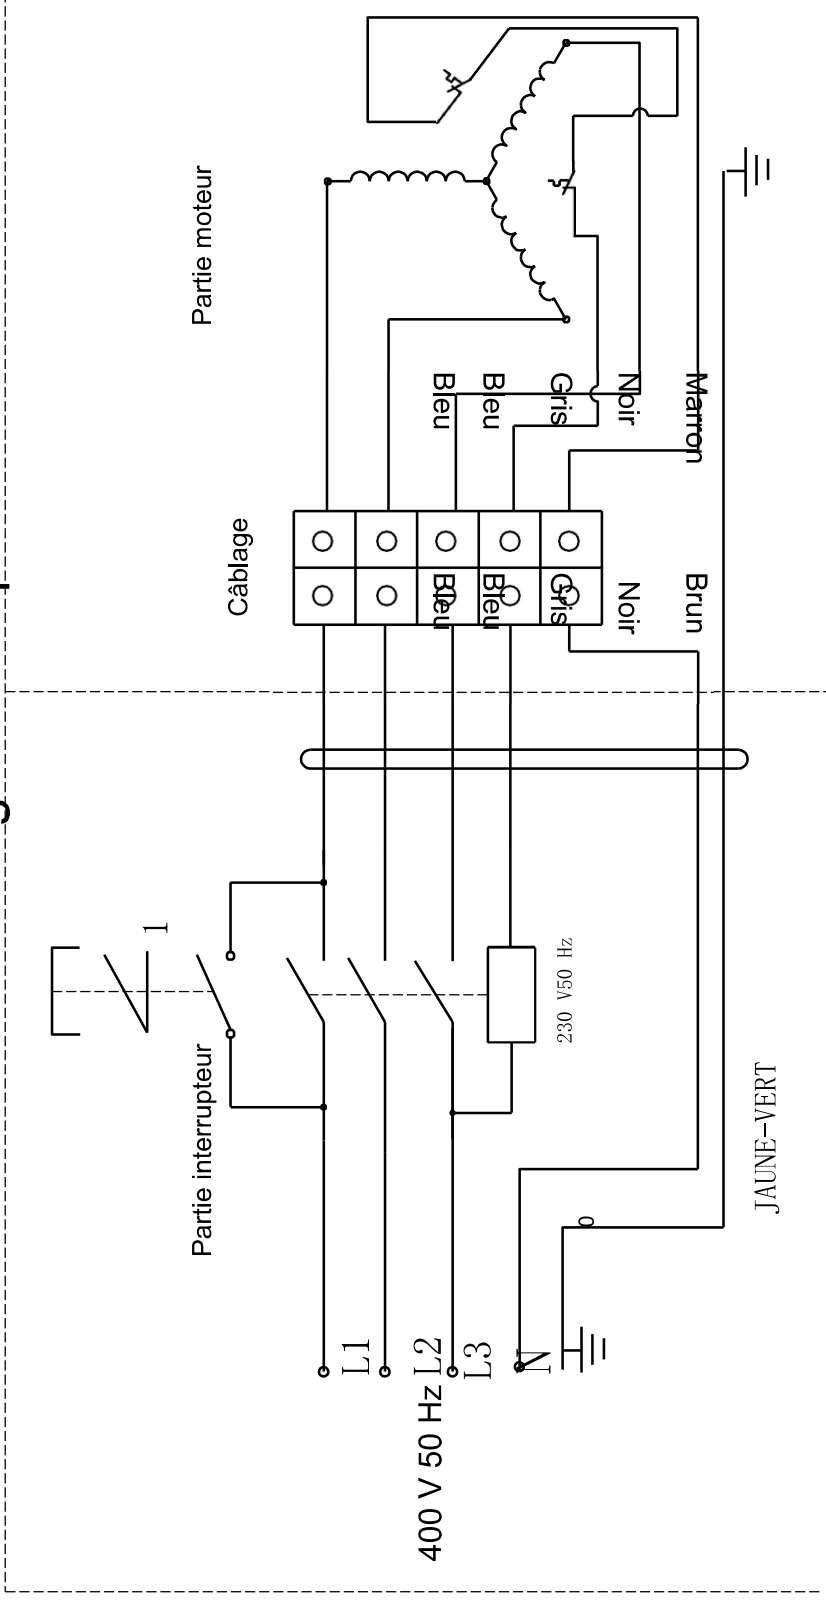 Partie moteur
Bleu
Bleu
Gris
Noir
Marron
Câblage
Bleu
Bleu
Gris
Noir
Brun
1
Partie interrupteur
230 V50 Hz
JAUNE-VERT
0
L1
L2
L3
N
400 V 50 Hz